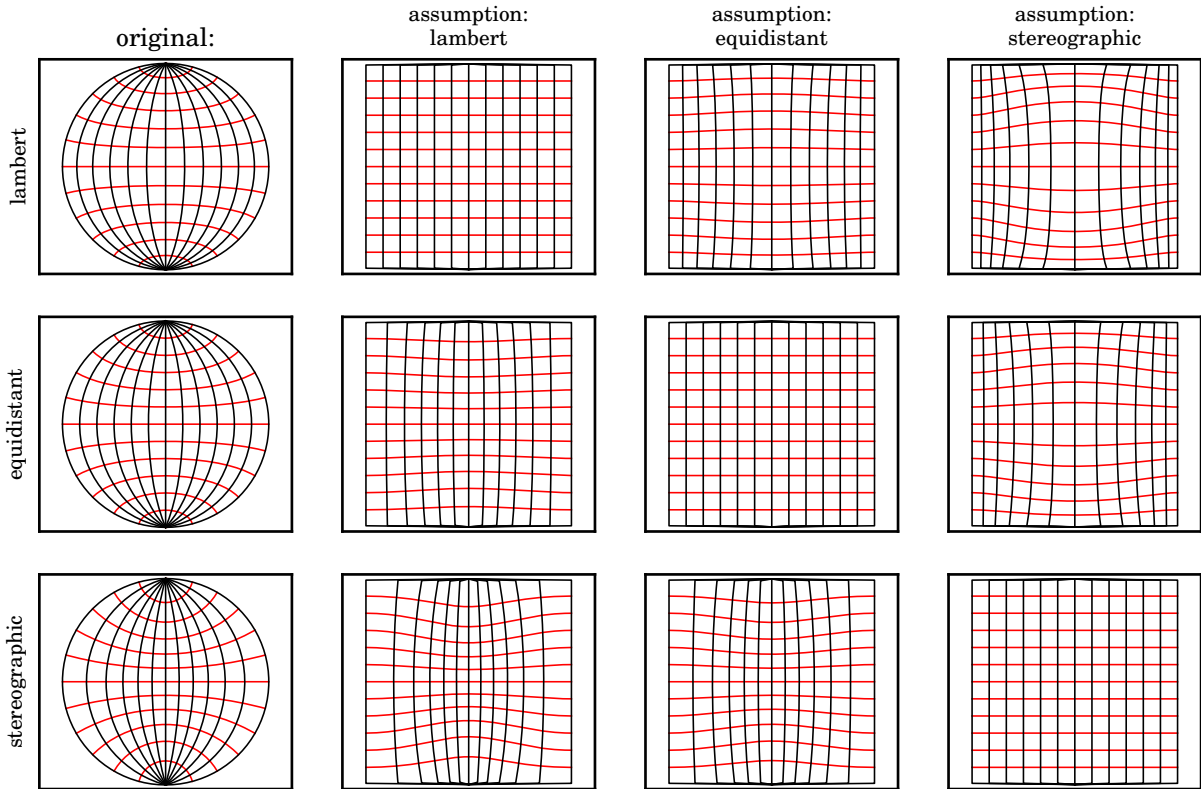 original:
assumption:
lambert
assumption:
equidistant
assumption:
stereographic
lambert
equidistant
stereographic